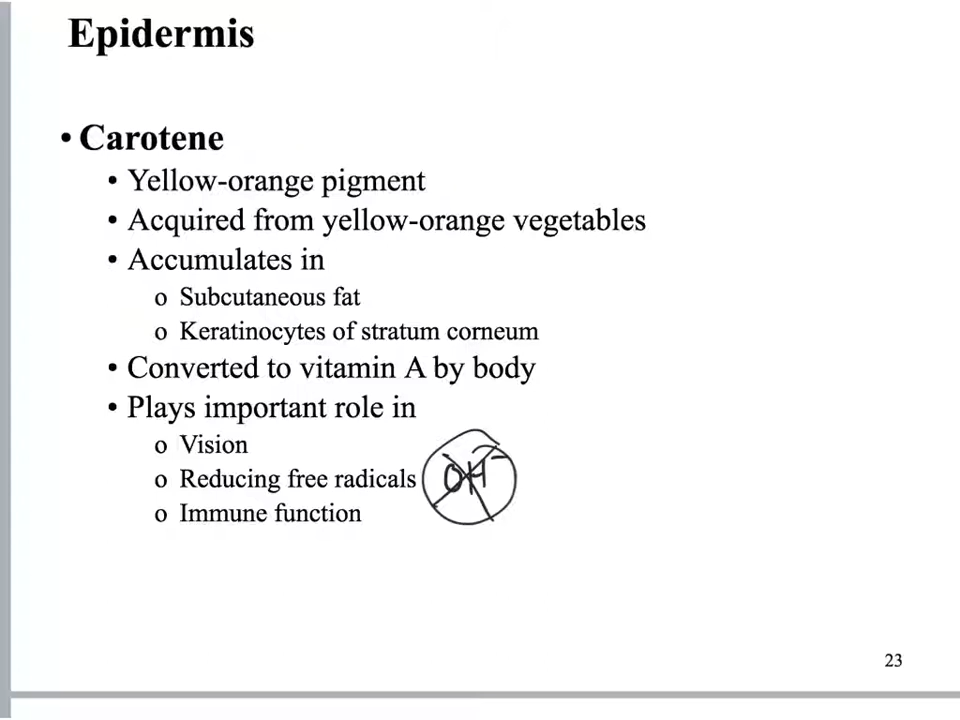 Epidermis
• Carotene
• Yellow-orange pigment
• Acquired from yellow-orange vegetables
• Accumulates in
o Subcutaneous fat
o Keratinocytes of stratum corneum
• Converted to vitamin A by body
• Plays important role in
o Vision
o Reducing free radicals OH⁻
o Immune function
23